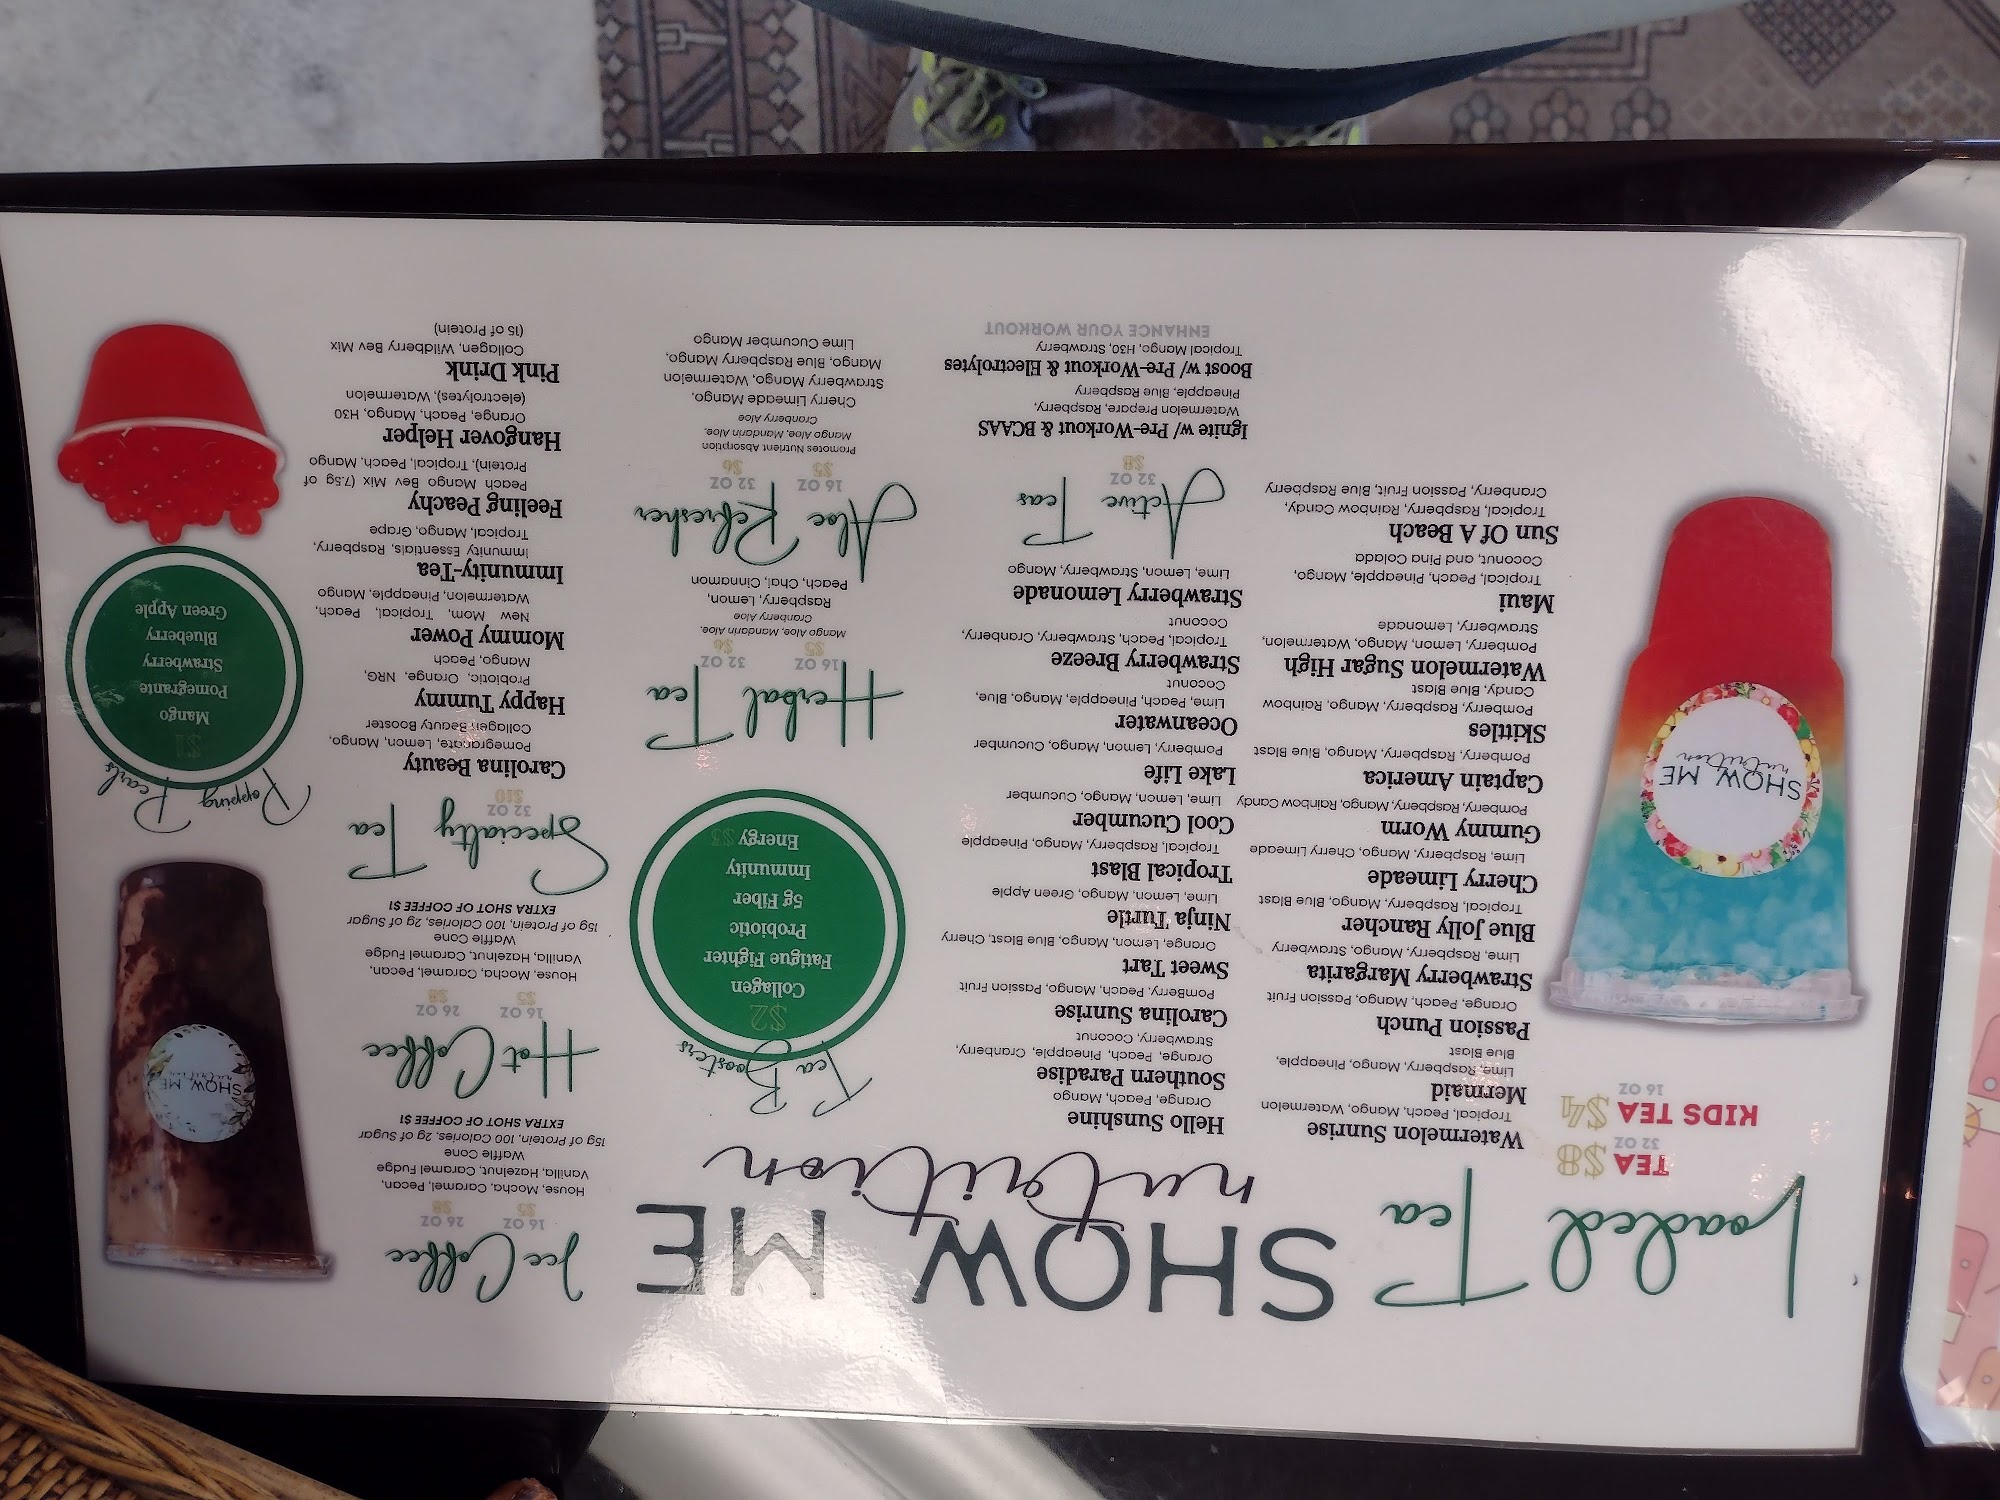 SHOW ME
nutrition
Loaded Tea
TEA $8
32 OZ
KIDS TEA $4
16 OZ
SHOW ME
nutrition
Watermelon Sunrise
Tropical, Peach, Mango, Watermelon
Mermaid
Lime, Raspberry, Mango, Pineapple,
Blue Blast
Passion Punch
Orange, Peach, Mango, Passion Fruit
Strawberry Margarita
Lime, Raspberry, Mango, Strawberry
Blue Jolly Rancher
Tropical, Raspberry, Mango, Blue Blast
Cherry Limeade
Lime, Raspberry, Mango, Cherry Limeade
Gummy Worm
Pomberry, Raspberry, Mango, Rainbow Candy
Captain America
Pomberry, Raspberry, Mango, Blue Blast
Skittles
Pomberry, Raspberry, Mango, Rainbow
Candy, Blue Blast
Watermelon Sugar High
Pomberry, Lemon, Mango, Watermelon,
Strawberry, Lemonade
Maui
Tropical, Peach, Pineapple, Mango,
Coconut, and Pina Colada
Sun Of A Beach
Tropical, Raspberry, Rainbow Candy,
Cranberry, Passion Fruit, Blue Raspberry
Hello Sunshine
Orange, Peach, Mango
Southern Paradise
Orange, Peach, Pineapple, Cranberry,
Strawberry, Coconut
Carolina Sunrise
PomBerry, Peach, Mango, Passion Fruit
Sweet Tart
Orange, Lemon, Mango, Blue Blast, Cherry
Ninja Turtle
Lime, Lemon, Mango, Green Apple
Tropical Blast
Tropical, Raspberry, Mango, Pineapple
Cool Cucumber
Lime, Lemon, Mango, Cucumber
Lake Life
Pomberry, Lemon, Mango, Cucumber
Oceanwater
Lime, Peach, Pineapple, Mango, Blue,
Coconut
Strawberry Breeze
Tropical, Peach, Strawberry, Cranberry,
Coconut
Strawberry Lemonade
Lime, Lemon, Strawberry, Mango
Active Teas
32 OZ
$8
Ignite w/ Pre-Workout & BCAAS
Watermelon Prepare, Raspberry,
Pineapple, Blue Raspberry
Boost w/ Pre-Workout & Electrolytes
Tropical Mango, H30, Strawberry
ENHANCE YOUR WORKOUT
Tea Boosters
$2
Collagen
Fatigue Fighter
Probiotic
5g Fiber
Immunity
Energy $3
Herbal Tea
16 OZ 32 OZ
$5 $6
Mango Aloe, Mandarin Aloe,
Cranberry Aloe
Raspberry, Lemon,
Peach, Chai, Cinnamon
Aloe Refresher
16 OZ 32 OZ
$5 $6
Promotes Nutrient Absorption
Mango Aloe, Mandarin Aloe,
Cranberry Aloe
Cherry Limeade Mango,
Strawberry Mango, Watermelon
Mango, Blue Raspberry Mango,
Lime Cucumber Mango
Ice Coffee
16 OZ 26 OZ
$5 $8
House, Mocha, Caramel, Pecan,
Vanilla, Hazelnut, Caramel Fudge
Waffle Cone
15g of Protein, 100 Calories, 2g of Sugar
EXTRA SHOT OF COFFEE $1
Hot Coffee
16 OZ 26 OZ
$5 $8
House, Mocha, Caramel, Pecan,
Vanilla, Hazelnut, Caramel Fudge
Waffle Cone
15g of Protein, 100 Calories, 2g of Sugar
EXTRA SHOT OF COFFEE $1
Specialty Tea
32 OZ
$10
Carolina Beauty
Pomegranate, Lemon, Mango,
Collagen Beauty Booster
Happy Tummy
Probiotic, Orange, NRG,
Mango, Peach
Mommy Power
New Mom, Tropical, Peach,
Watermelon, Pineapple, Mango
Immunity-Tea
Immunity Essentials, Raspberry,
Tropical, Mango, Grape
Feeling Peachy
Peach Mango Bev Mix (7.5g of
Protein), Tropical, Peach, Mango
Hangover Helper
Orange, Peach, Mango, H30
(electrolytes), Watermelon
Pink Drink
Collagen, Wildberry Bev Mix
(15 of Protein)
SHOW ME
nutrition
Popping Pearls
$1
Mango
Pomegrante
Strawberry
Blueberry
Green Apple